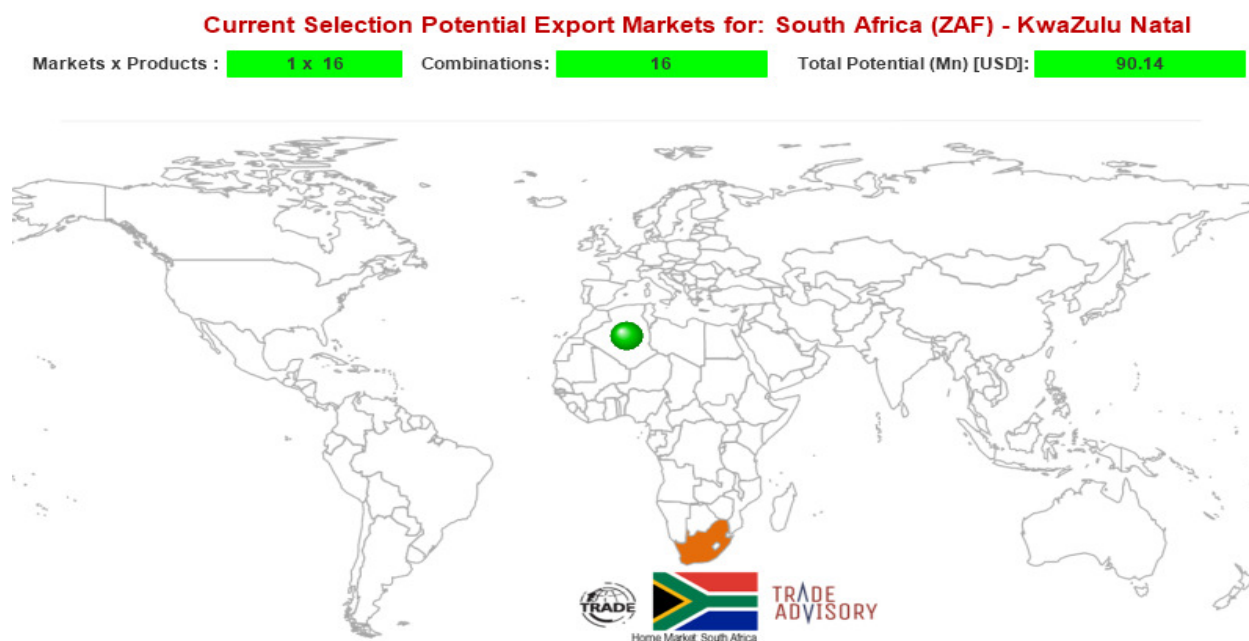 Current Selection Potential Export Markets for: South Africa (ZAF) - KwaZulu Natal
Markets x Products : 1 x 16 Combinations: 16 Total Potential (Mn) [USD]: 90.14
TRADE
TRADE
ADVISORY
Home Market: South Africa